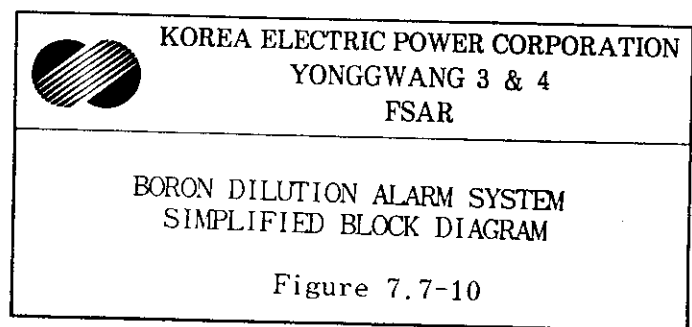 KOREA ELECTRIC POWER CORPORATION
YONGGWANG 3 & 4
FSAR
BORON DILUTION ALARM SYSTEM
SIMPLIFIED BLOCK DIAGRAM
Figure 7.7-10